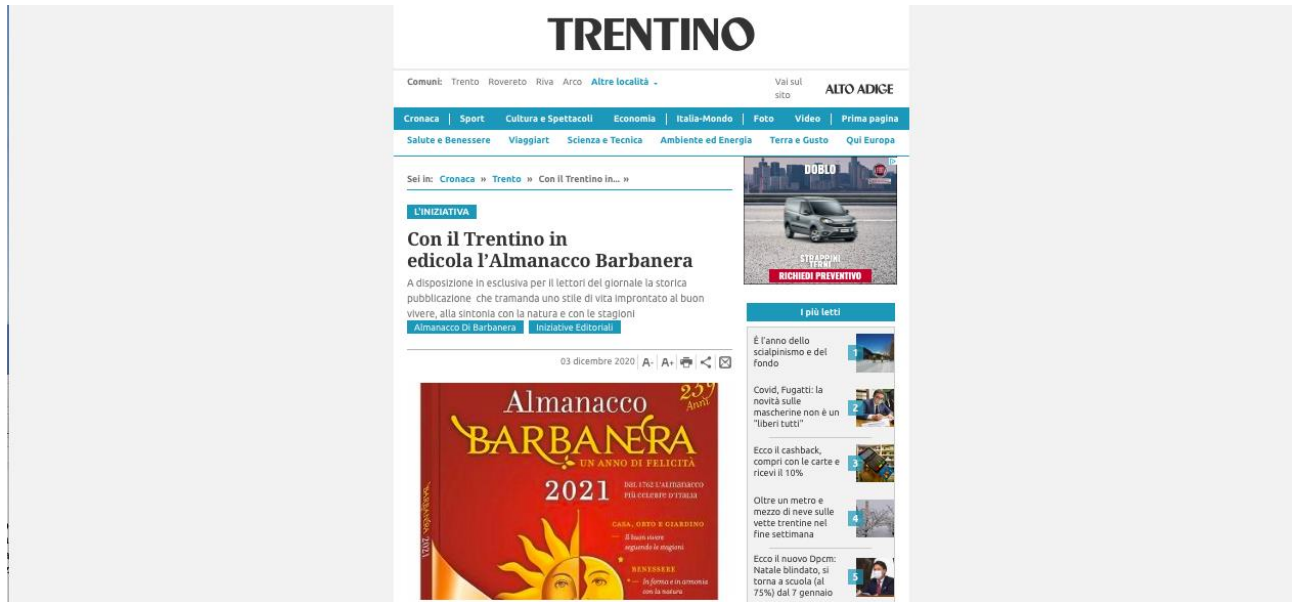 TRENTINO
Comuni: Trento Rovereto Riva Arco Altre località
Vai sul
sito
ALTO ADIGE
Cronaca | Sport Cultura e Spettacoli Economia | Italia-Mondo | Foto Video | Prima pagina
Salute e Benessere Viaggiart Scienza e Tecnica Ambiente ed Energia Terra e Gusto Qui Europa
Sei in: Cronaca » Trento » Con il Trentino in... »
L'INIZIATIVA
Con il Trentino in
edicola l'Almanacco Barbanera
A disposizione in esclusiva per il lettori del giornale la storica
pubblicazione che tramanda uno stile di vita improntato al buon
vivere, alla sintonia con la natura e con le stagioni
Almanacco Di Barbanera Iniziative Editoriali
03 dicembre 2020 A- A+
Almanacco
259
Anni
BARBANERA
UN ANNO DI FELICITÀ
2021
DAL 1762 L'ALMANACCO
PIÙ CELEBRE D'ITALIA
CASA, ORTO E GIARDINO
Il buon vivere
seguendo le stagioni
BENESSERE
In forma e in armonia
con la natura
Barbanera 2021
DOBLO
STRAPPINI
RICHIEDI PREVENTIVO
I più letti
È l'anno dello
scialpinismo e del
fondo
1
Covid, Fugatti: la
novità sulle
mascherine non è un
"liberi tutti"
2
Ecco il cashback,
compri con le carte e
ricevi il 10%
3
Oltre un metro e
mezzo di neve sulle
vette trentine nel
fine settimana
4
Ecco il nuovo Dpcm:
Natale blindato, si
torna a scuola (al
75%) dal 7 gennaio
5